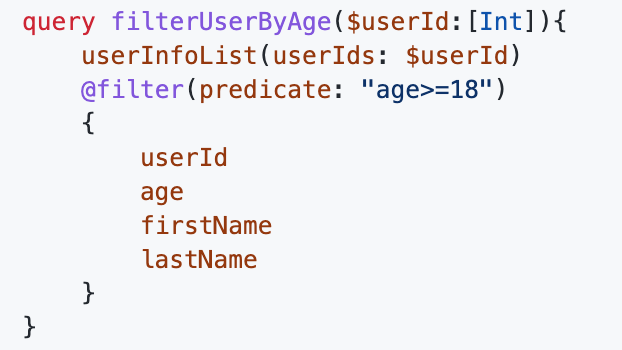 query filterUserByAge($userId:[Int]){
    userInfoList(userIds: $userId)
    @filter(predicate: "age>=18")
    {
        userId
        age
        firstName
        lastName
    }
}